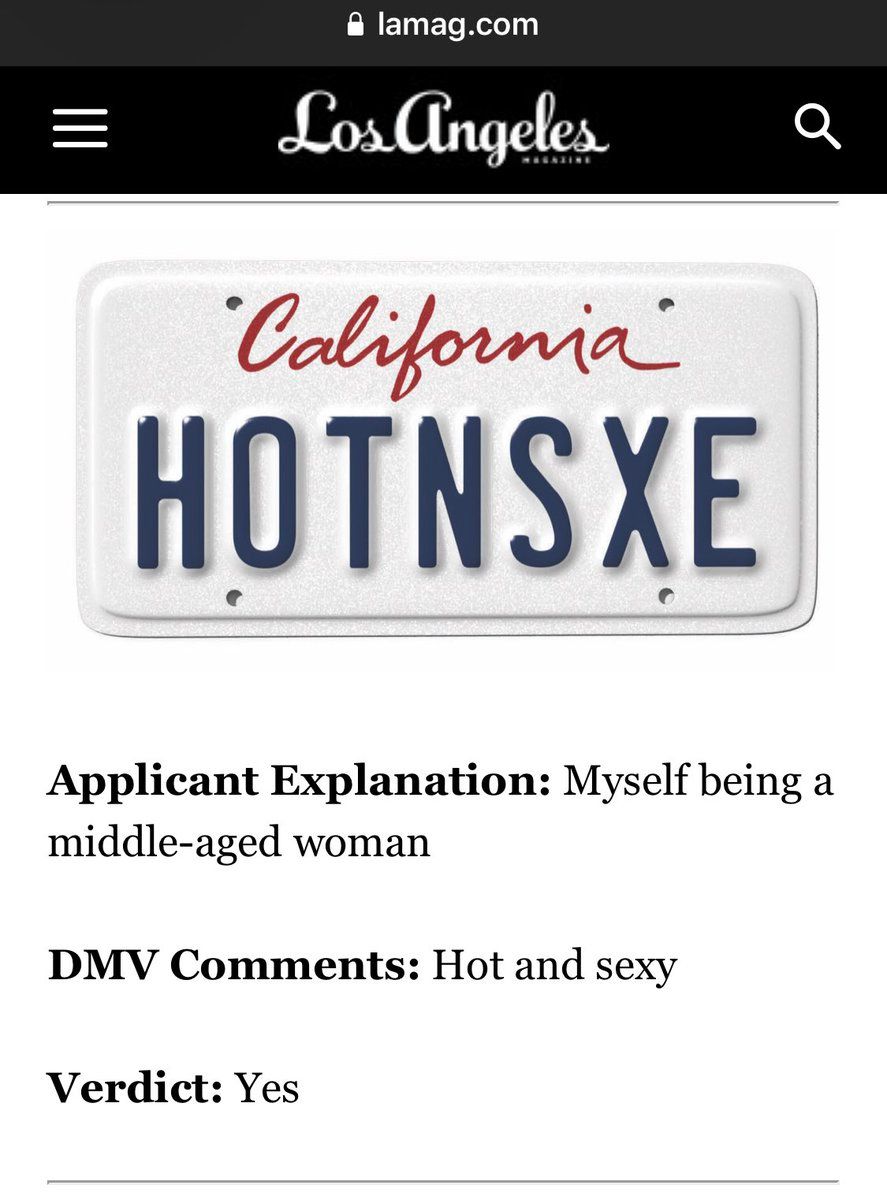 lamag.com
Los Angeles
MAGAZINE
California
HOTNSXE
Applicant Explanation: Myself being a
middle-aged woman
DMV Comments: Hot and sexy
Verdict: Yes